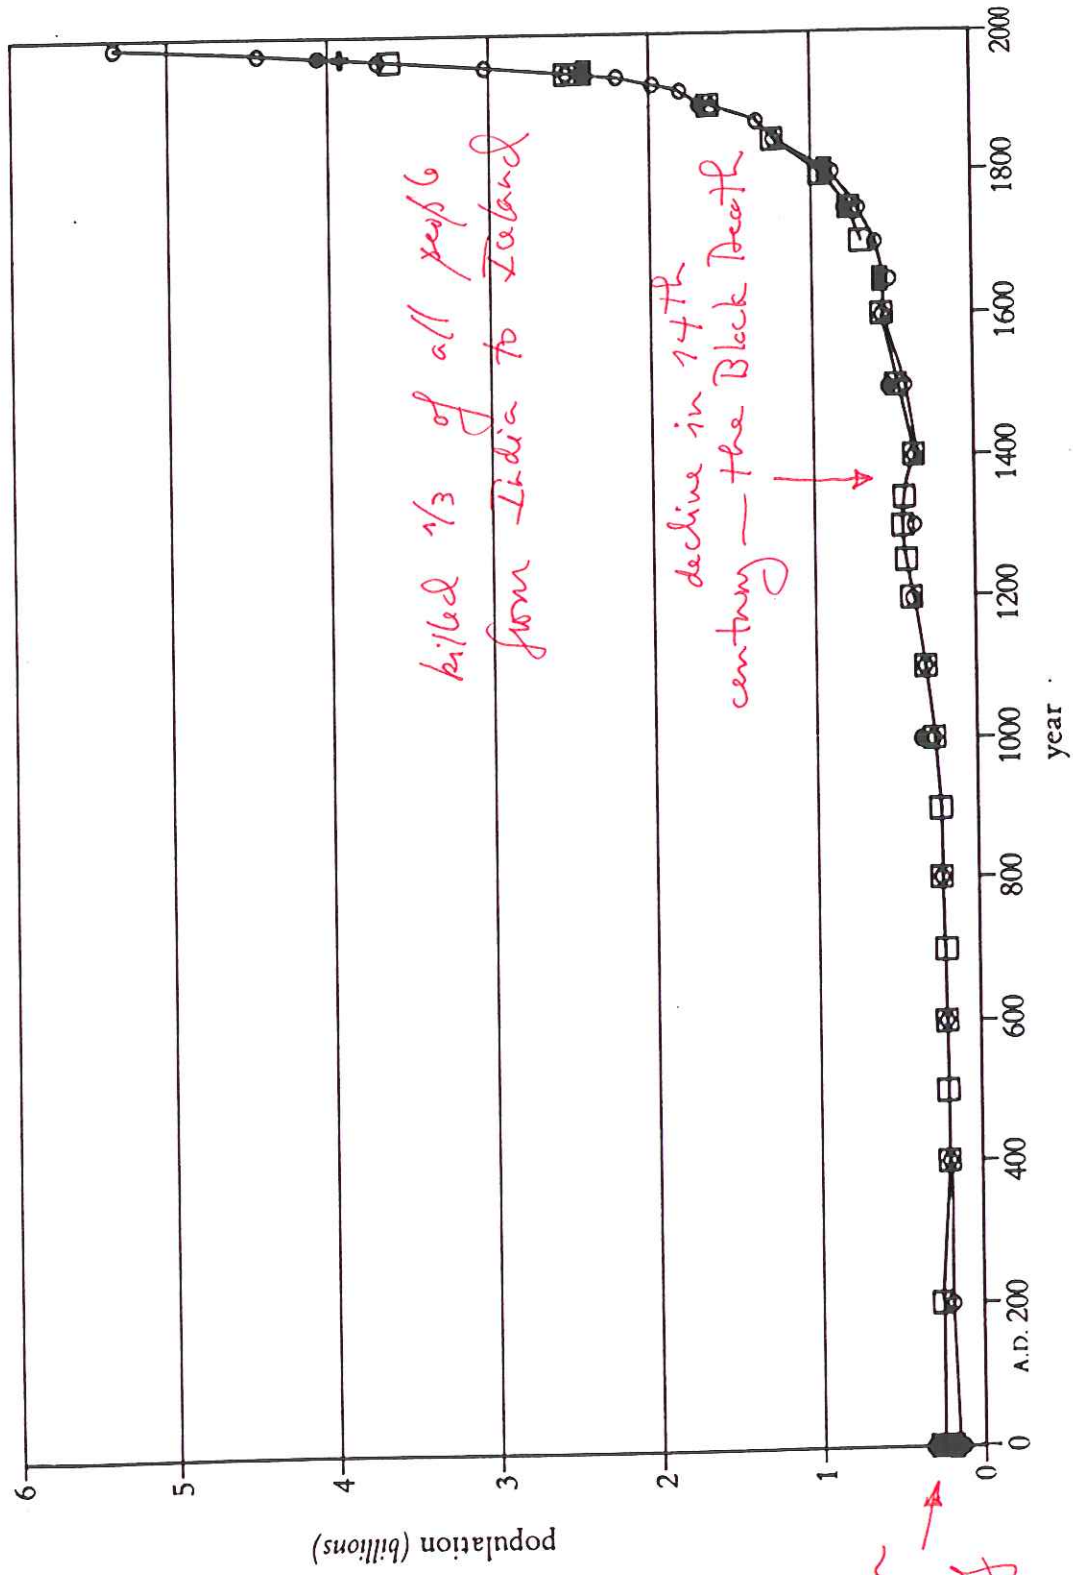 population (billions)
6
5
4
3
2
1
0
killed 1/3 of all people
from India to Iceland
decline in 14th
century — the Black Death
0
A.D. 200
400
600
800
1000
1200
1400
1600
1800
2000
year